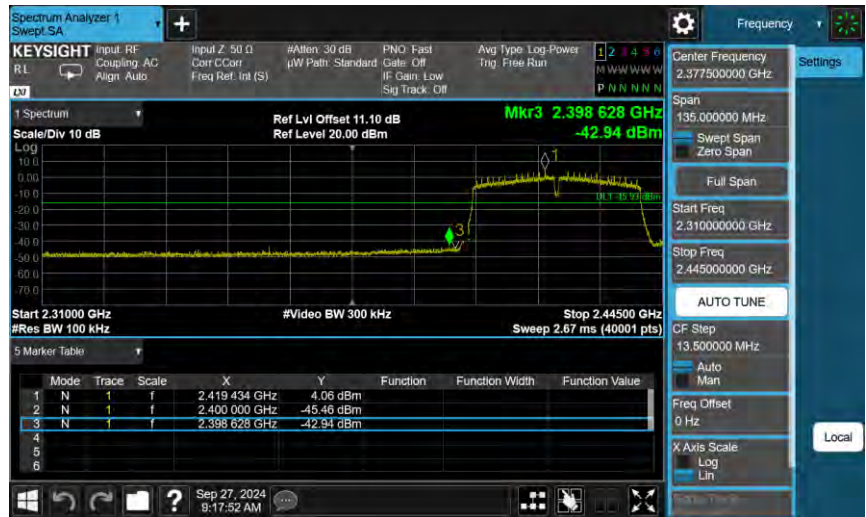 Spectrum Analyzer 1
Swept SA
+
Frequency
KEYSIGHT
RL
LXI
Input: RF
Coupling: AC
Align: Auto
Input Z: 50 Ω
Corr CCorr
Freq Ref: Int (S)
#Atten: 30 dB
µW Path: Standard
PNO: Fast
Gate: Off
IF Gain: Low
Sig Track: Off
Avg Type: Log-Power
Trig: Free Run
1 2 3 4 5 6
M W W W W W
P N N N N N
1 Spectrum
Scale/Div 10 dB
Ref Lvl Offset 11.10 dB
Ref Level 20.00 dBm
Mkr3 2.398 628 GHz
-42.94 dBm
Log
10.0
0.00
-10.0
-20.0
-30.0
-40.0
-50.0
-60.0
-70.0
1
3
Start 2.31000 GHz
#Res BW 100 kHz
#Video BW 300 kHz
Stop 2.44500 GHz
Sweep 2.67 ms (40001 pts)
5 Marker Table
Mode Trace Scale X Y Function Function Width Function Value
1 N 1 f 2.419 434 GHz 4.06 dBm
2 N 1 f 2.400 000 GHz -45.46 dBm
3 N 1 f 2.398 628 GHz -42.94 dBm
4
5
6
?
Sep 27, 2024
9:17:52 AM
Center Frequency
2.377500000 GHz
Span
135.000000 MHz
Swept Span
Zero Span
Full Span
Start Freq
2.310000000 GHz
Stop Freq
2.445000000 GHz
AUTO TUNE
CF Step
13.500000 MHz
Auto
Man
Freq Offset
0 Hz
X Axis Scale
Log
Lin
Settings
Local